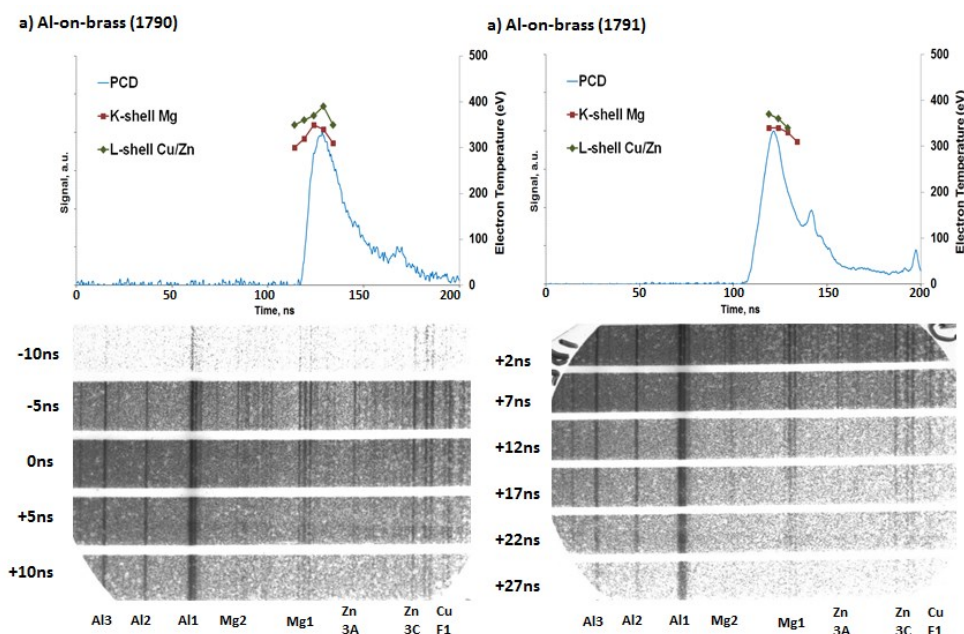 a) Al-on-brass (1790)
500
400
300
200
100
0
PCD
K-shell Mg
L-shell Cu/Zn
Signal, a.u.
Electron Temperature (eV)
0 50 100 150 200
Time, ns
-10ns
-5ns
0ns
+5ns
+10ns
Al3 Al2 Al1 Mg2 Mg1 Zn 3A Zn 3C Cu F1
a) Al-on-brass (1791)
500
400
300
200
100
0
PCD
K-shell Mg
L-shell Cu/Zn
Signal, a.u.
Electron Temperature (eV)
0 50 100 150 200
Time, ns
+2ns
+7ns
+12ns
+17ns
+22ns
+27ns
Al3 Al2 Al1 Mg2 Mg1 Zn 3A Zn 3C Cu F1